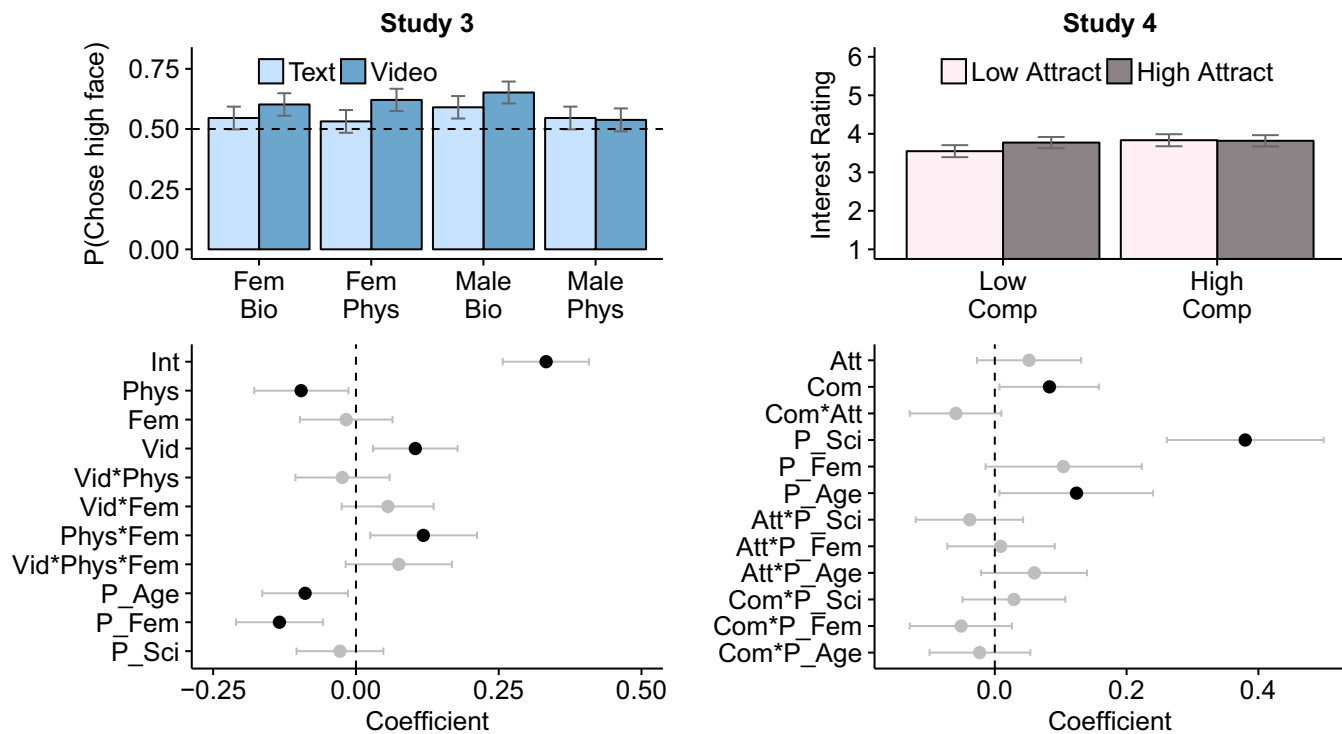 Study 3
P(Chose high face)
Text
Video
0.75
0.50
0.25
0.00
Fem
Bio
Fem
Phys
Male
Bio
Male
Phys
Int
Phys
Fem
Vid
Vid*Phys
Vid*Fem
Phys*Fem
Vid*Phys*Fem
P_Age
P_Fem
P_Sci
−0.25
0.00
0.25
0.50
Coefficient
Study 4
Interest Rating
Low Attract
High Attract
6
5
4
3
2
1
Low
Comp
High
Comp
Att
Com
Com*Att
P_Sci
P_Fem
P_Age
Att*P_Sci
Att*P_Fem
Att*P_Age
Com*P_Sci
Com*P_Fem
Com*P_Age
0.0
0.2
0.4
Coefficient